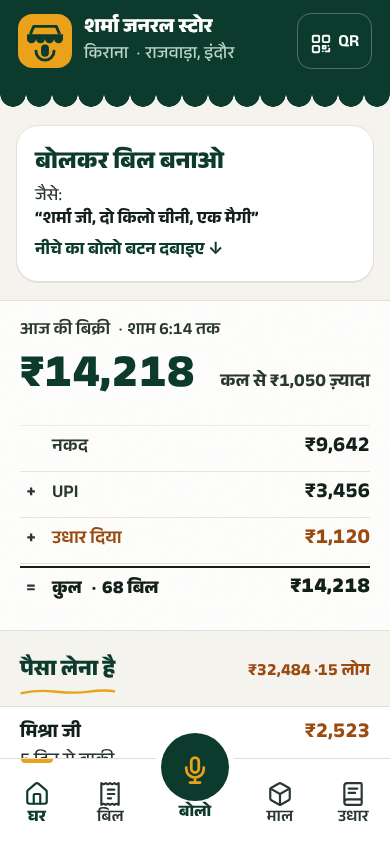 शर्मा जनरल स्टोर
किराना · राजवाड़ा, इंदौर
QR
बोलकर बिल बनाओ
जैसे:
“शर्मा जी, दो किलो चीनी, एक मैगी”
नीचे का बोलो बटन दबाइए ↓
आज की बिक्री · शाम 6:14 तक
₹14,218 कल से ₹1,050 ज़्यादा
नकद ₹9,642
+ UPI ₹3,456
+ उधार दिया ₹1,120
= कुल · 68 बिल ₹14,218
पैसा लेना है ₹32,484 · 15 लोग
मिश्रा जी ₹2,523
घर बिल बोलो माल उधार